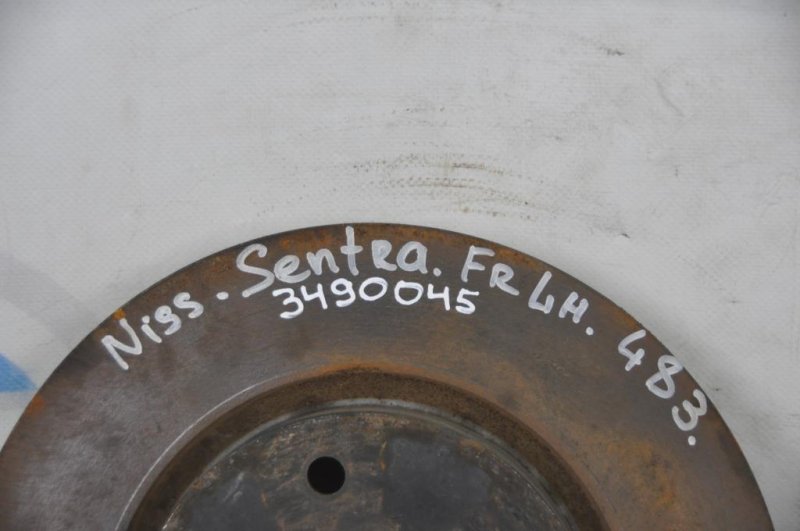 Niss. Sentra. FR LH. 483.
3490045